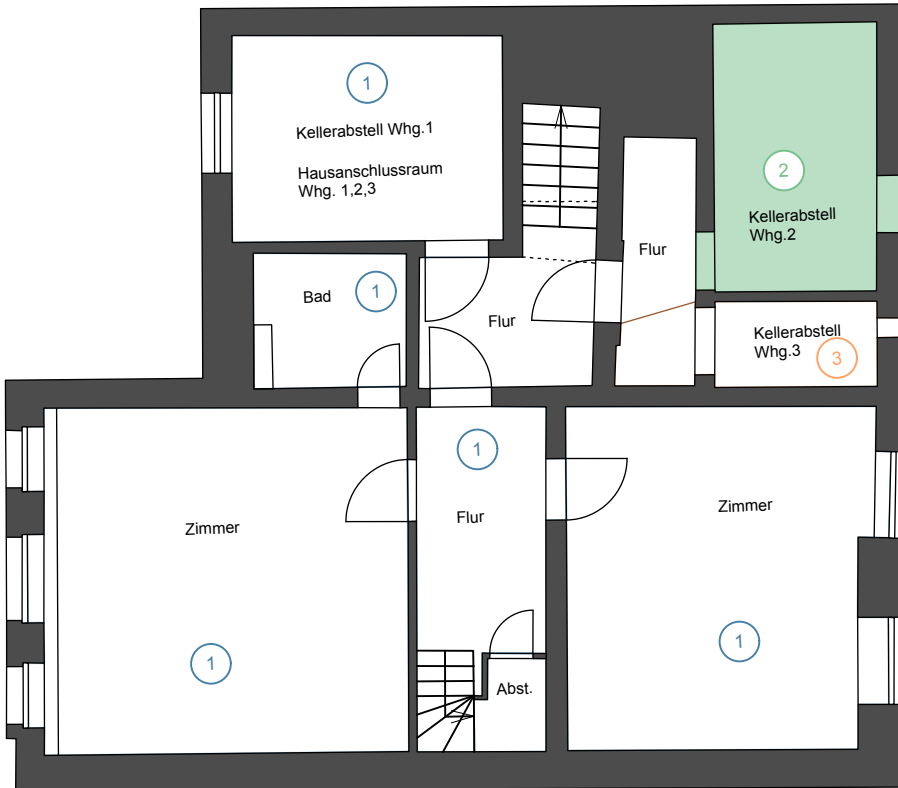 1
Kellerabstell Whg.1
Hausanschlussraum
Whg. 1,2,3
2
Kellerabstell
Whg.2
Flur
Bad
1
Flur
Kellerabstell
Whg.3
3
1
Flur
Zimmer
Zimmer
1
1
Abst.